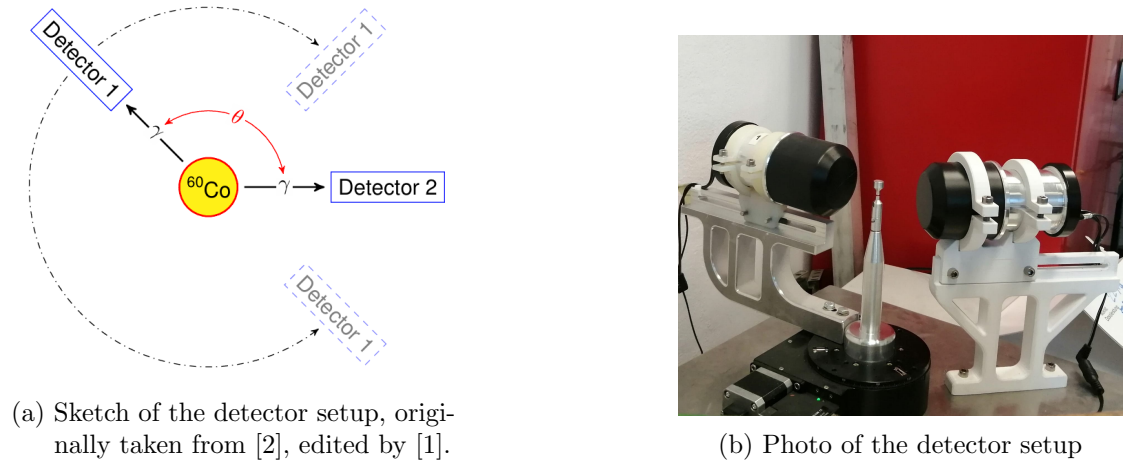 Detector 1
Detector 1
γ
θ
γ
⁶⁰Co
Detector 2
Detector 1
(a) Sketch of the detector setup, origi-
nally taken from [2], edited by [1].
(b) Photo of the detector setup